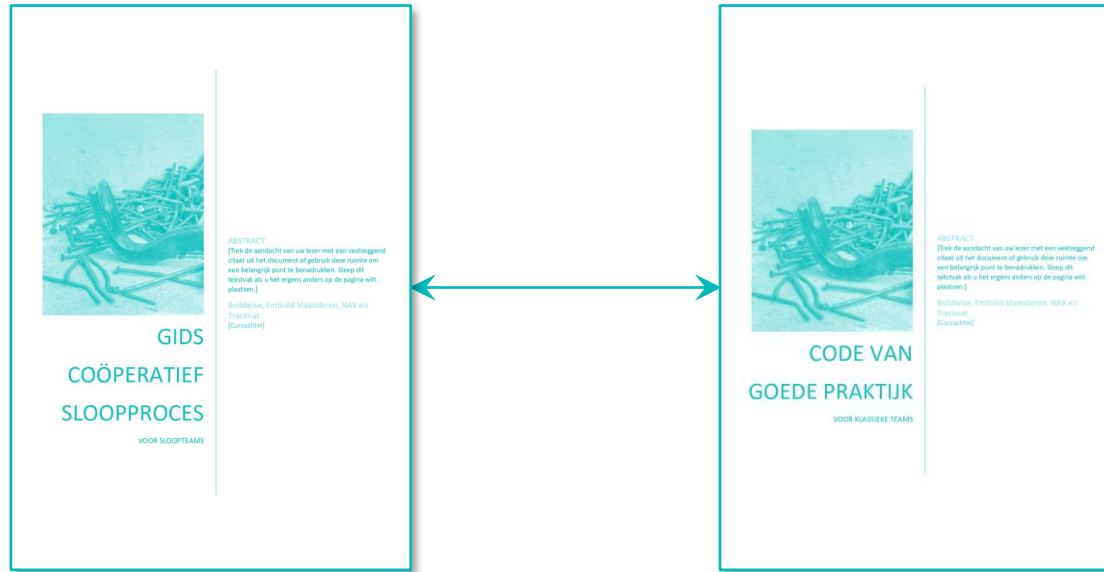 GIDS
COÖPERATIEF
SLOOPPROCES
VOOR SLOOPTEAMS
ABSTRACT
[Trek de aandacht van uw lezer met een veelzeggend
citaat uit het document of gebruik deze ruimte om
een belangrijk punt te benadrukken. Sleep dit
tekstvak als u het ergens anders op de pagina wilt
plaatsen.]
Buildwise, Embuild Vlaanderen, NAV en
Tracimat
[Cursustitel]
CODE VAN
GOEDE PRAKTIJK
VOOR KLASSIEKE TEAMS
ABSTRACT
[Trek de aandacht van uw lezer met een veelzeggend
citaat uit het document of gebruik deze ruimte om
een belangrijk punt te benadrukken. Sleep dit
tekstvak als u het ergens anders op de pagina wilt
plaatsen.]
Buildwise, Embuild Vlaanderen, NAV en
Tracimat
[Cursustitel]